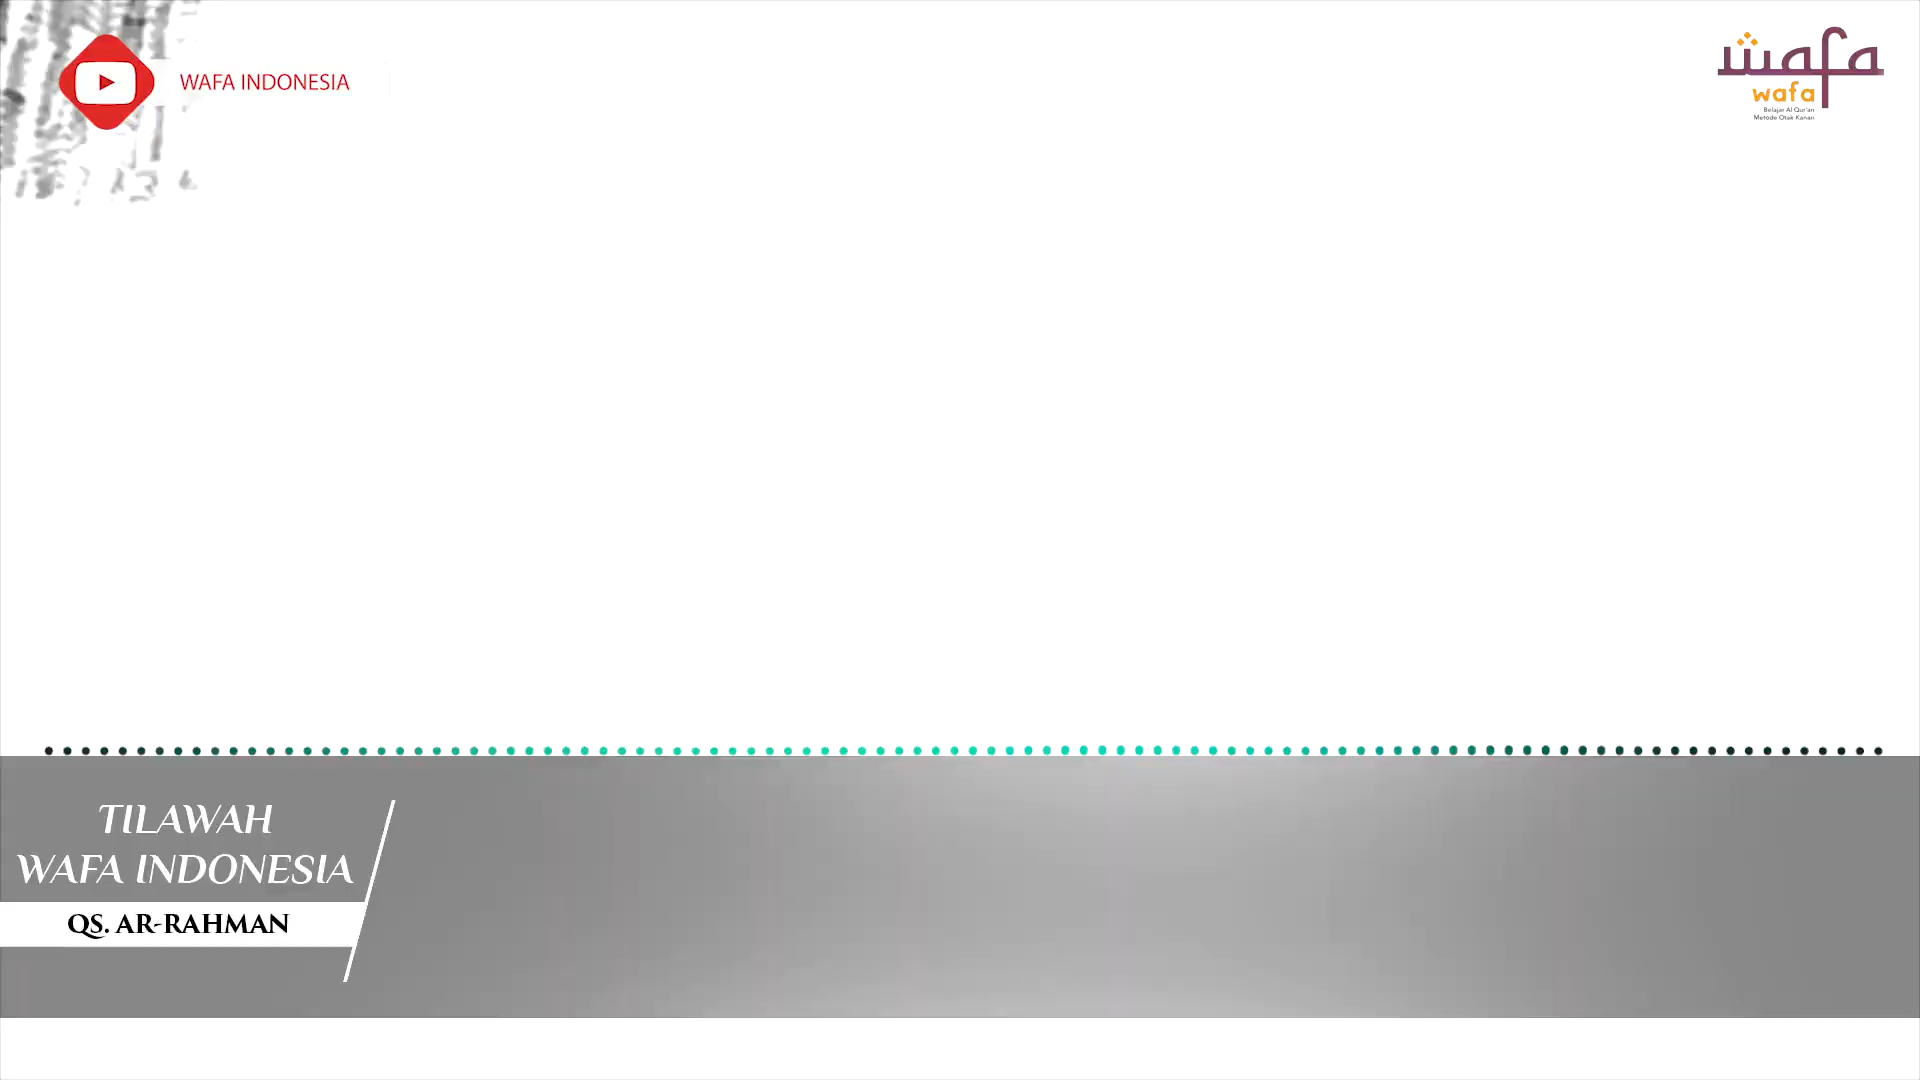 WAFA INDONESIA
wafa
wafa
Belajar Al Qur'an
Metode Otak Kanan
TILAWAH
WAFA INDONESIA
QS. AR-RAHMAN